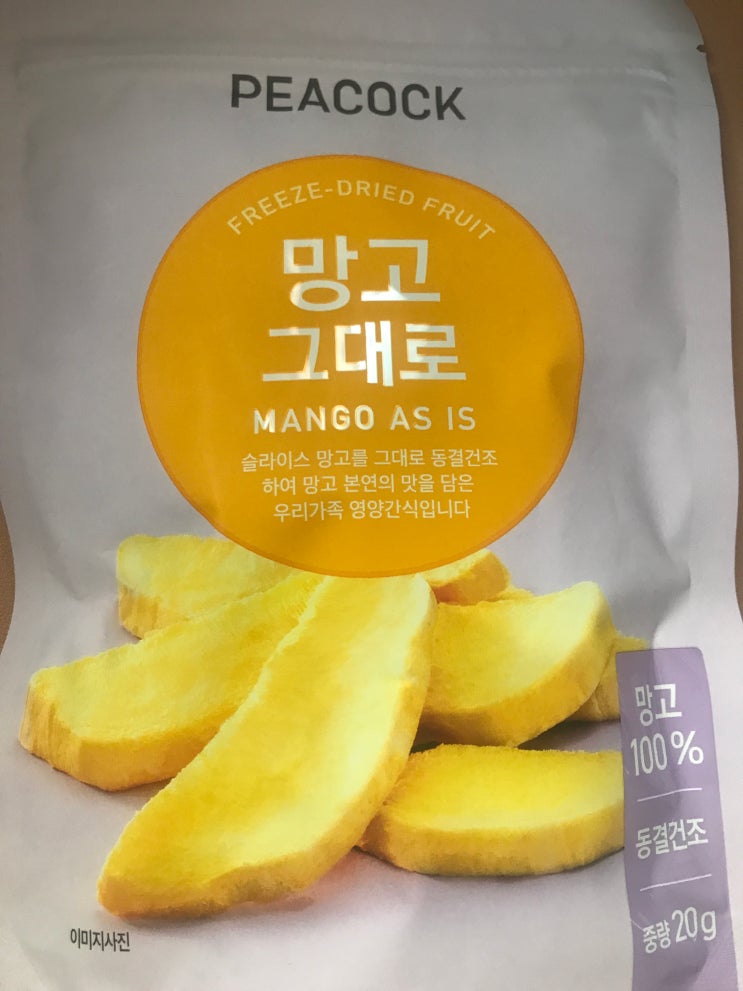 PEACOCK
FREEZE-DRIED FRUIT
망고
그대로
MANGO AS IS
슬라이스 망고를 그대로 동결건조
하여 망고 본연의 맛을 담은
우리가족 영양간식입니다
망고
100%
동결건조
중량 20g
이미지사진